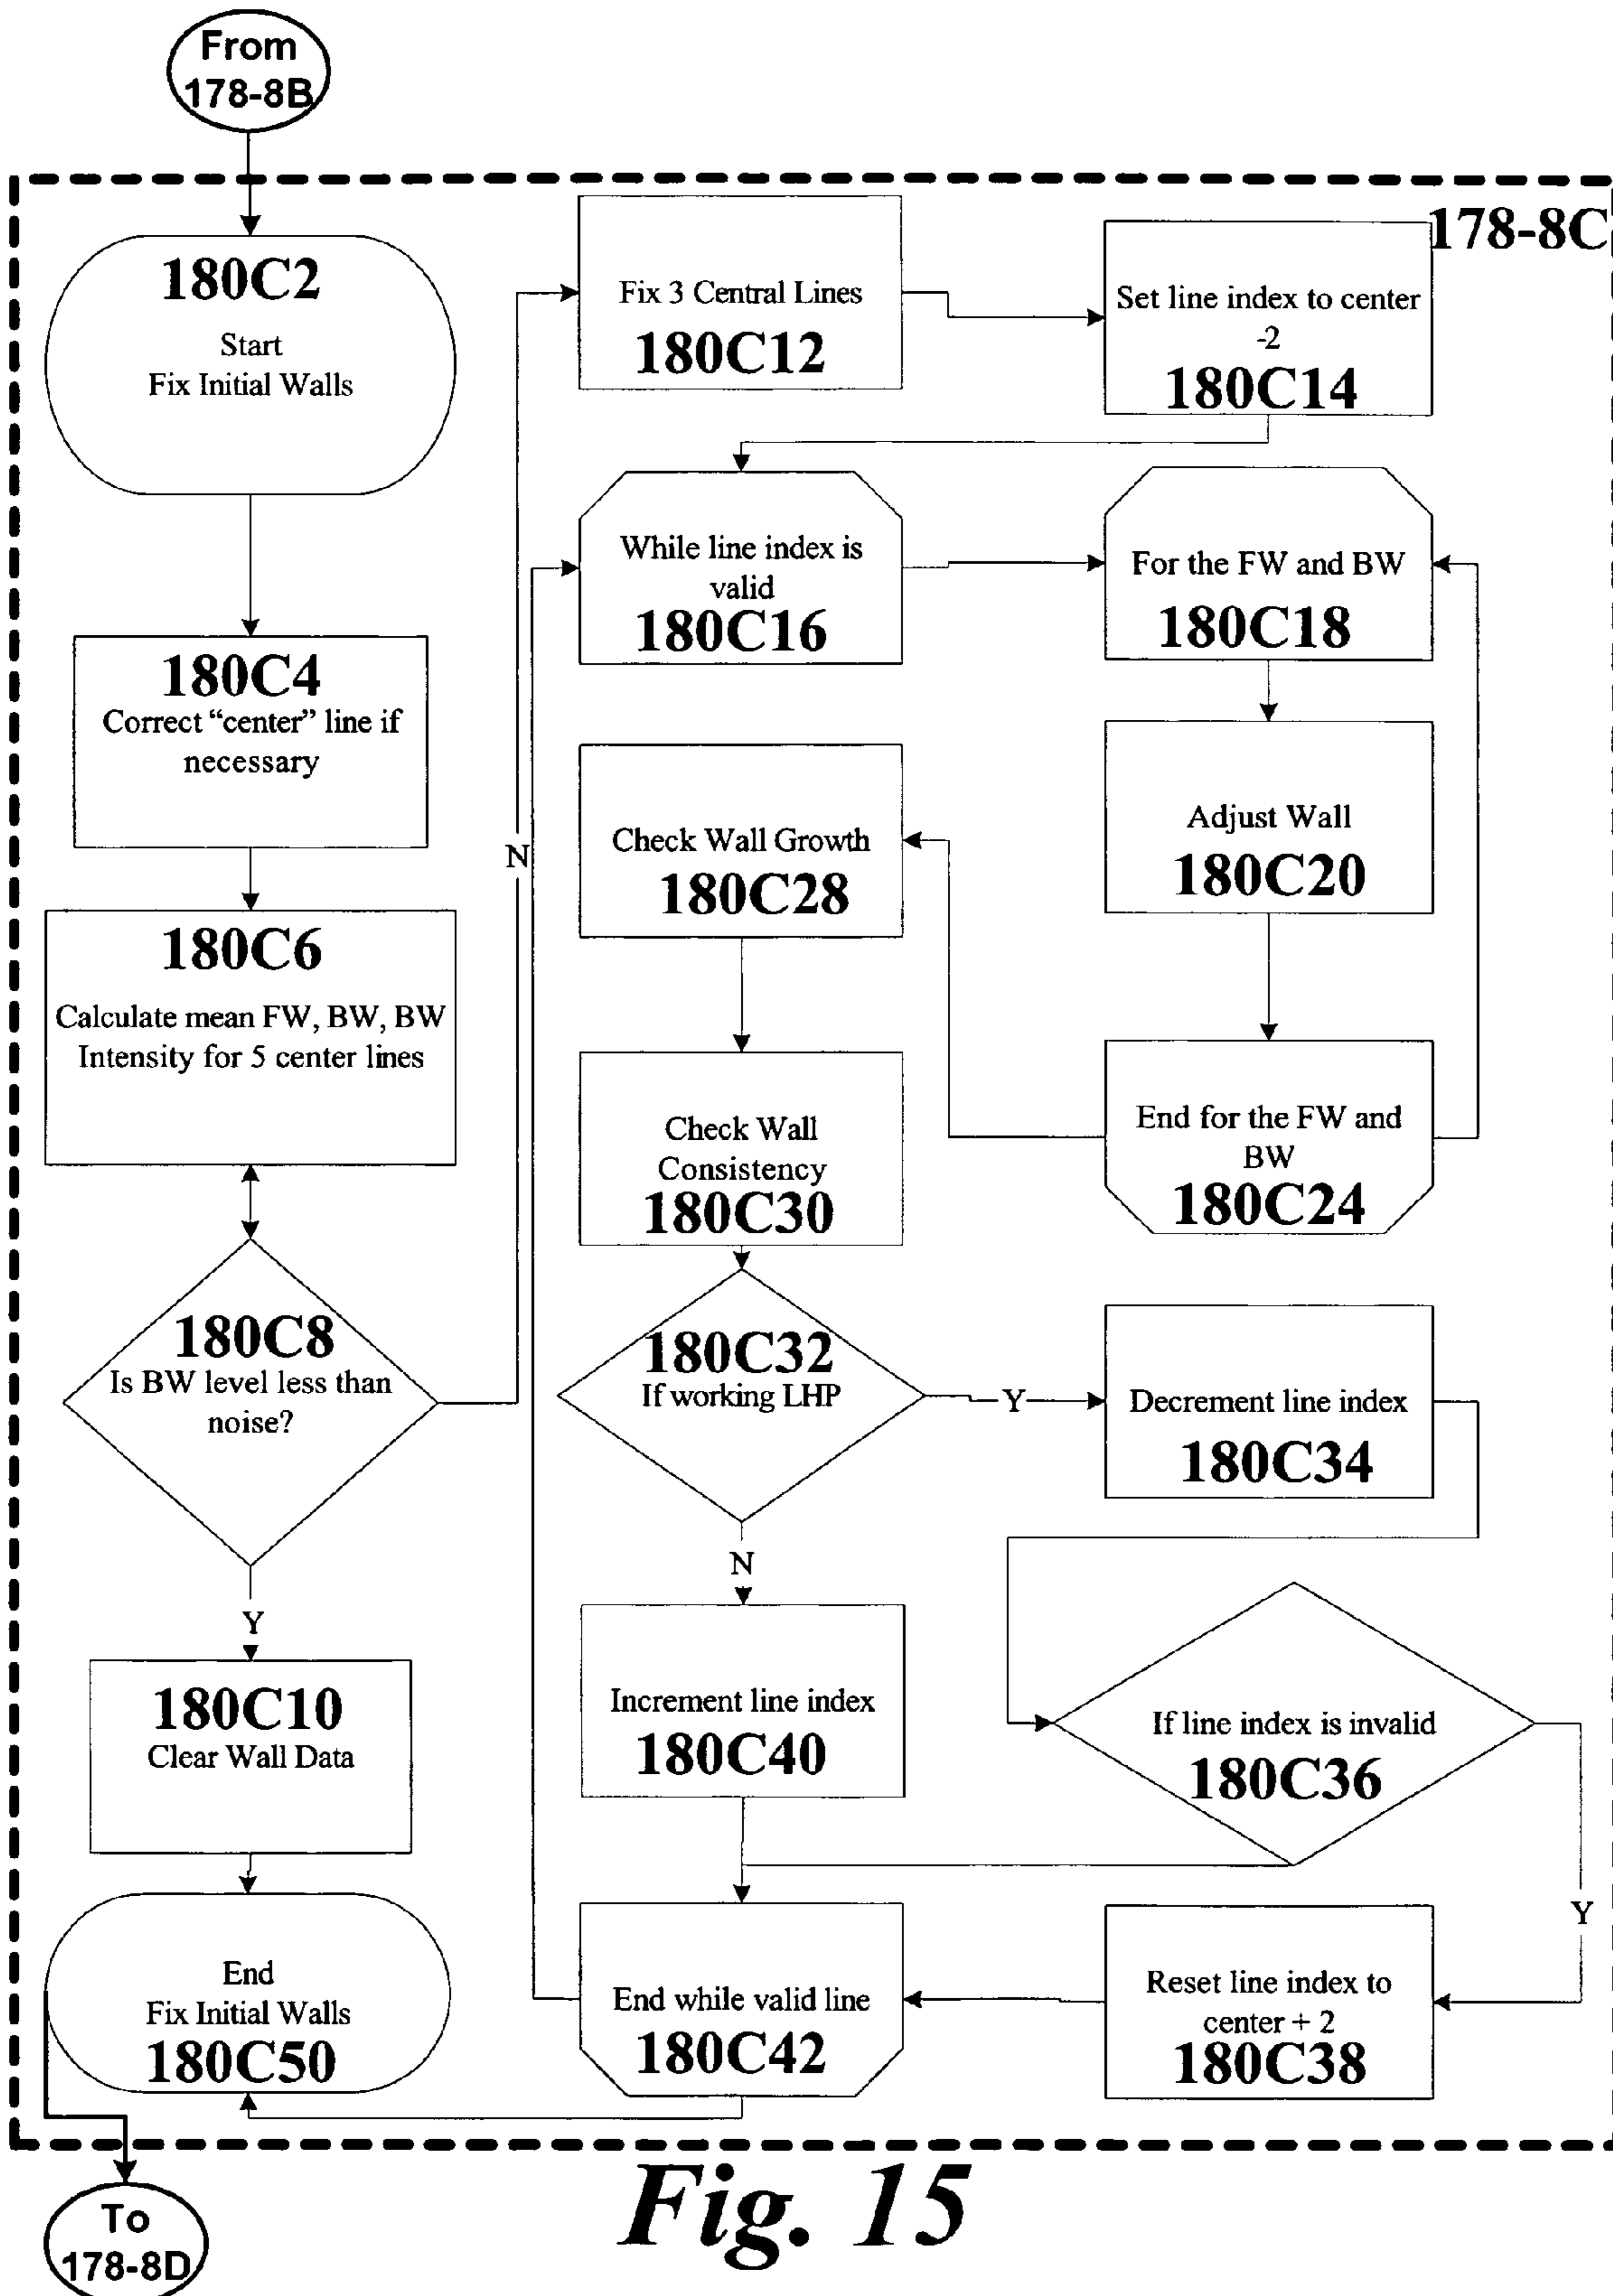 From
178-8B
178-8C
180C2
Start
Fix Initial Walls
180C4
Correct “center” line if
necessary
180C6
Calculate mean FW, BW, BW
Intensity for 5 center lines
180C8
Is BW level less than
noise?
N
Y
180C10
Clear Wall Data
End
Fix Initial Walls
180C50
Fix 3 Central Lines
180C12
Set line index to center
-2
180C14
While line index is
valid
180C16
For the FW and BW
180C18
Adjust Wall
180C20
End for the FW and
BW
180C24
Check Wall Growth
180C28
Check Wall
Consistency
180C30
180C32
If working LHP
Y
Decrement line index
180C34
N
Increment line index
180C40
If line index is invalid
180C36
Y
Reset line index to
center + 2
180C38
End while valid line
180C42
To
178-8D
Fig. 15